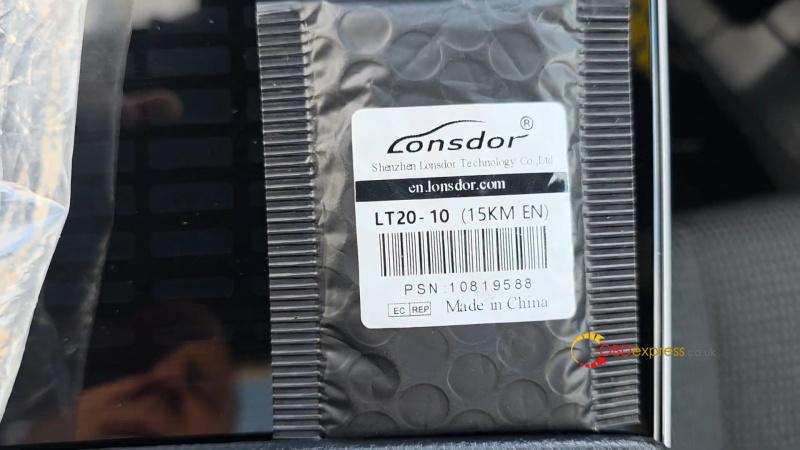 Lonsdor ®
Shenzhen Lonsdor Technology Co.,Ltd
en.lonsdor.com
LT20-10 (15KM EN)
PSN:10819588
EC REP Made in China
OBDexpress.co.uk